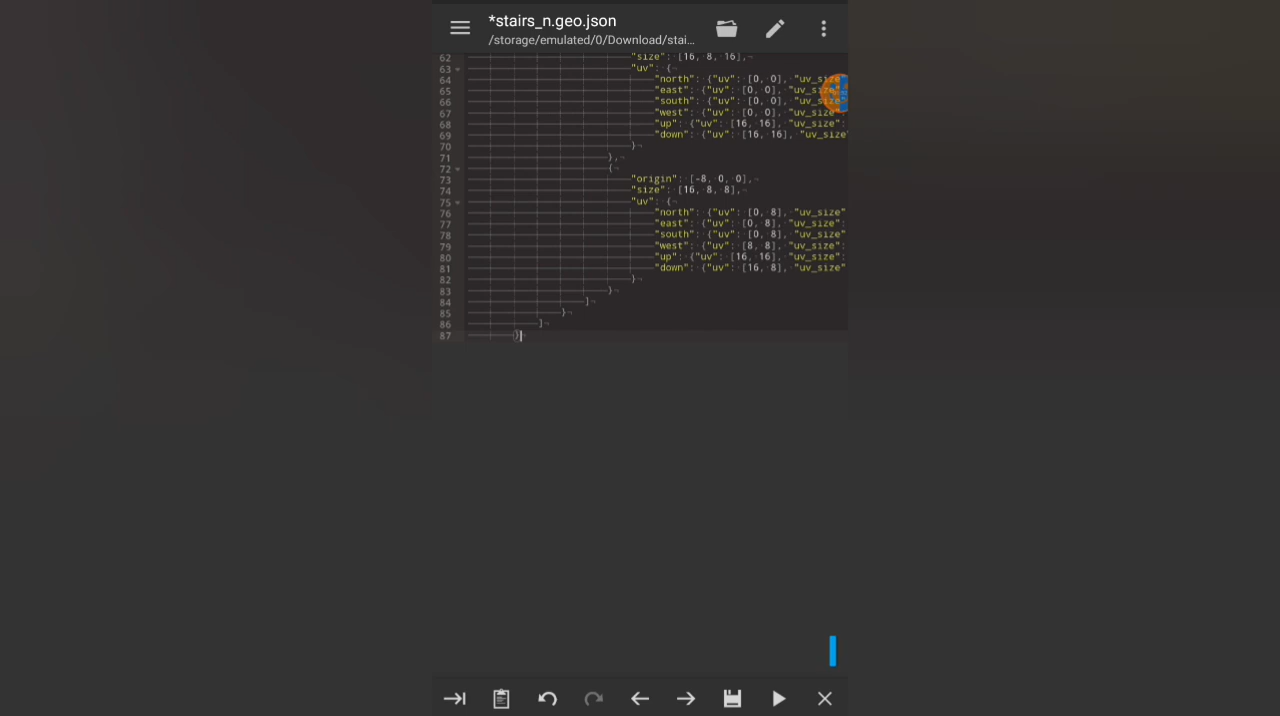 *stairs_n.geo.json
/storage/emulated/0/Download/stai...
62 "size": [16, 8, 16],
63 "uv": {
64 "north": {"uv": [0, 0], "uv_size"
65 "east": {"uv": [0, 0], "uv_size
66 "south": {"uv": [0, 0], "uv_size
67 "west": {"uv": [0, 0], "uv_size":
68 "up": {"uv": [16, 16], "uv_size":
69 "down": {"uv": [16, 16], "uv_size"
70 }
71 },
72 {
73 "origin": [-8, 0, 0],
74 "size": [16, 8, 8],
75 "uv": {
76 "north": {"uv": [0, 8], "uv_size"
77 "east": {"uv": [0, 8], "uv_size":
78 "south": {"uv": [0, 8], "uv_size"
79 "west": {"uv": [8, 8], "uv_size":
80 "up": {"uv": [16, 16], "uv_size":
81 "down": {"uv": [16, 8], "uv_size"
82 }
83 }
84 ]
85 }
86 ]
87 }